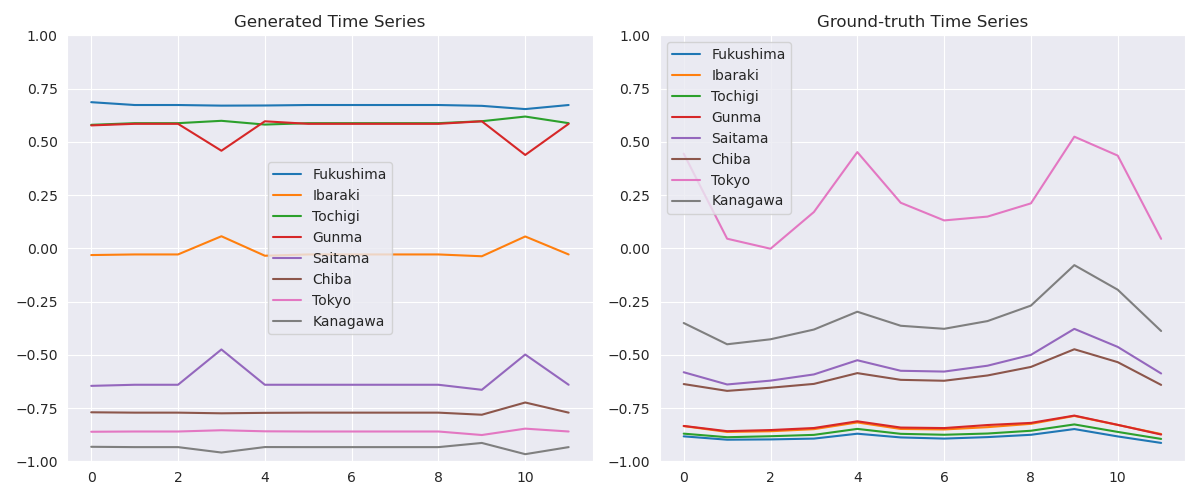 Generated Time Series
1.00
0.75
0.50
0.25
0.00
−0.25
−0.50
−0.75
−1.00
0 2 4 6 8 10
Fukushima
Ibaraki
Tochigi
Gunma
Saitama
Chiba
Tokyo
Kanagawa
Ground-truth Time Series
1.00
0.75
0.50
0.25
0.00
−0.25
−0.50
−0.75
−1.00
0 2 4 6 8 10
Fukushima
Ibaraki
Tochigi
Gunma
Saitama
Chiba
Tokyo
Kanagawa